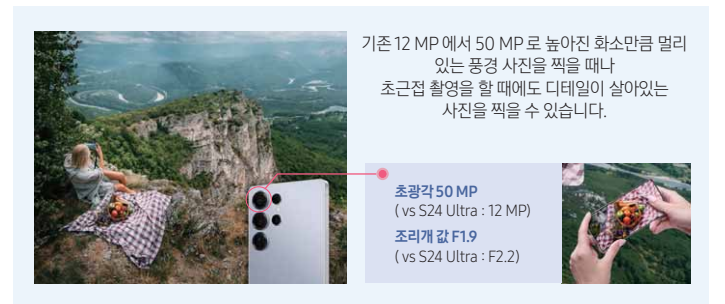 기존 12 MP 에서 50 MP 로 높아진 화소만큼 멀리
있는 풍경 사진을 찍을 때나
초근접 촬영을 할 때에도 디테일이 살아있는
사진을 찍을 수 있습니다.
초광각 50 MP
( vs S24 Ultra : 12 MP)
조리개 값 F1.9
( vs S24 Ultra : F2.2)